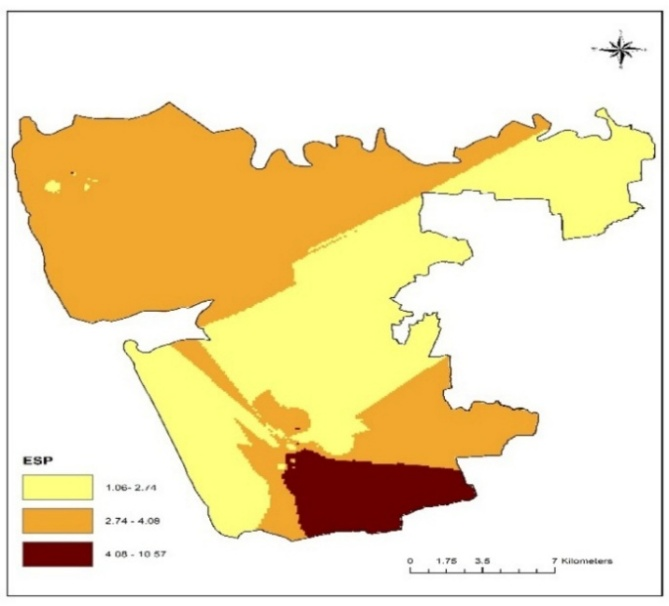 ESP
1.06- 2.74
2.74 - 4.08
4.08 - 10.57
0 1.75 3.5 7 Kilometers